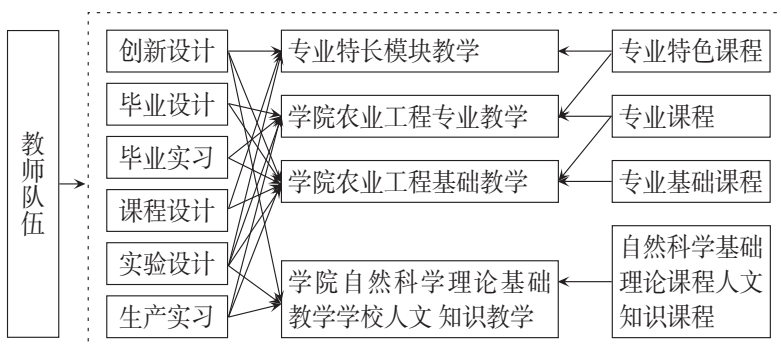 教师队伍
创新设计
毕业设计
毕业实习
课程设计
实验设计
生产实习
专业特长模块教学
学院农业工程专业教学
学院农业工程基础教学
学院自然科学理论基础
教学学校人文 知识教学
专业特色课程
专业课程
专业基础课程
自然科学基础
理论课程人文
知识课程